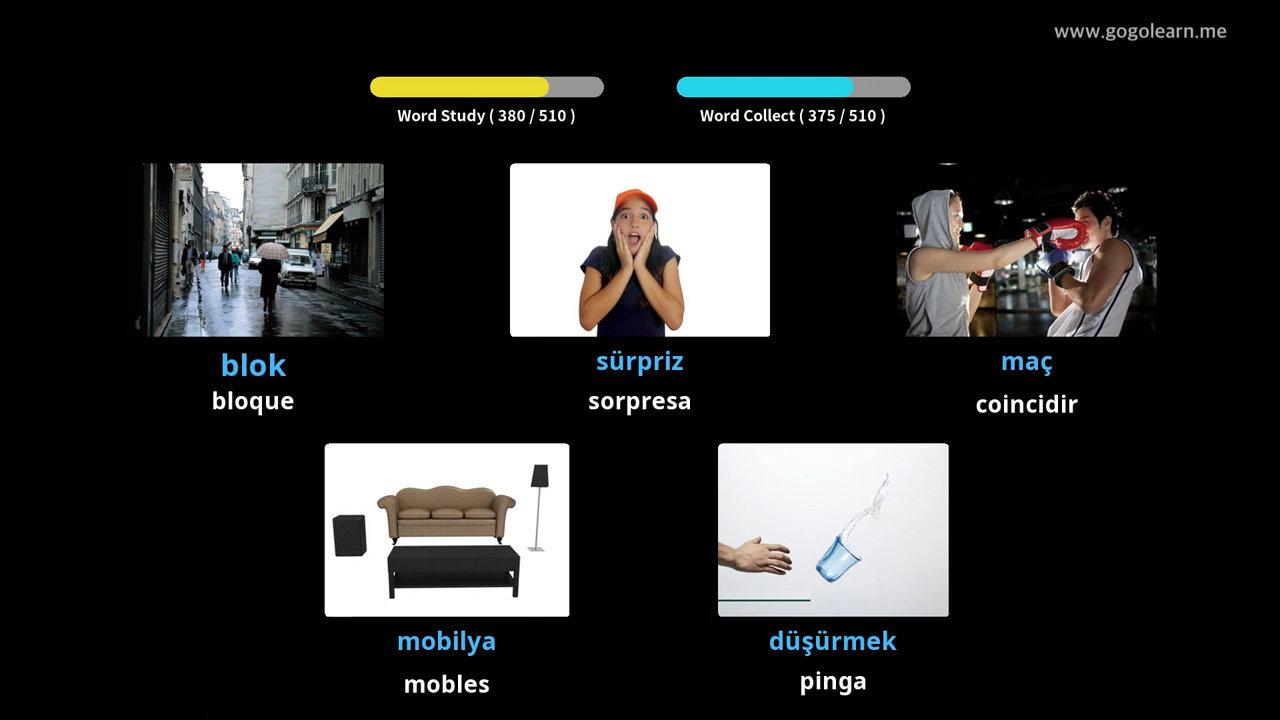 www.gogolearn.me
Word Study ( 380 / 510 )
Word Collect ( 375 / 510 )
blok
bloque
sürpriz
sorpresa
maç
coincidir
mobilya
mobles
düşürmek
pinga